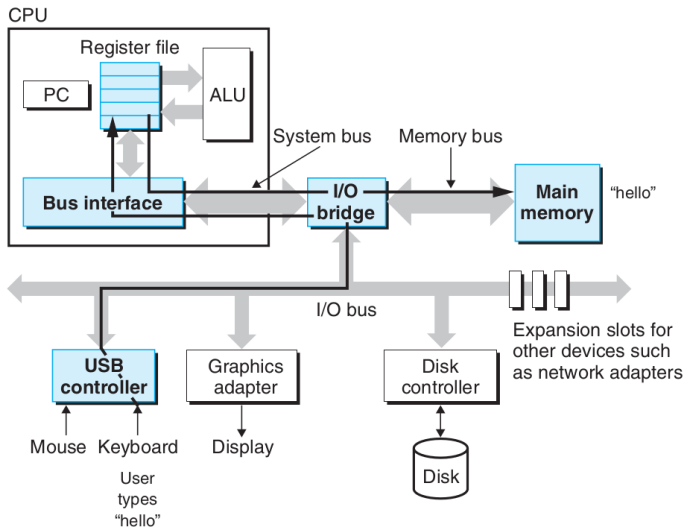 CPU
Register file
PC
ALU
System bus
Memory bus
Bus interface
I/O
bridge
Main
memory
“hello”
I/O bus
Expansion slots for
other devices such
as network adapters
USB
controller
Graphics
adapter
Disk
controller
Mouse
Keyboard
Display
Disk
User
types
“hello”